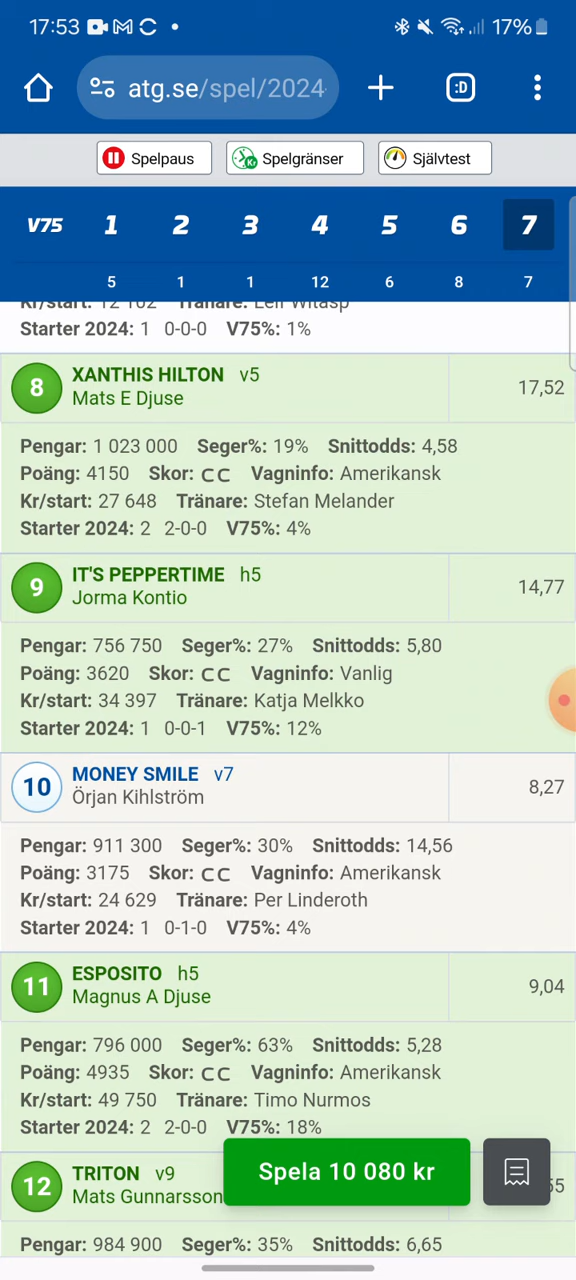 17:53 17%
atg.se/spel/2024
Spelpaus Spelgränser Självtest
V75 1 2 3 4 5 6 7
5 1 1 12 6 8 7
Kr/start: 12 102 Tränare: Leif Witasp
Starter 2024: 1 0-0-0 V75%: 1%
8 XANTHIS HILTON v5 17,52
Mats E Djuse
Pengar: 1 023 000 Seger%: 19% Snittodds: 4,58
Poäng: 4150 Skor: C C Vagninfo: Amerikansk
Kr/start: 27 648 Tränare: Stefan Melander
Starter 2024: 2 2-0-0 V75%: 4%
9 IT'S PEPPERTIME h5 14,77
Jorma Kontio
Pengar: 756 750 Seger%: 27% Snittodds: 5,80
Poäng: 3620 Skor: C C Vagninfo: Vanlig
Kr/start: 34 397 Tränare: Katja Melkko
Starter 2024: 1 0-0-1 V75%: 12%
10 MONEY SMILE v7 8,27
Örjan Kihlström
Pengar: 911 300 Seger%: 30% Snittodds: 14,56
Poäng: 3175 Skor: C C Vagninfo: Amerikansk
Kr/start: 24 629 Tränare: Per Linderoth
Starter 2024: 1 0-1-0 V75%: 4%
11 ESPOSITO h5 9,04
Magnus A Djuse
Pengar: 796 000 Seger%: 63% Snittodds: 5,28
Poäng: 4935 Skor: C C Vagninfo: Amerikansk
Kr/start: 49 750 Tränare: Timo Nurmos
Starter 2024: 2 2-0-0 V75%: 18%
Spela 10 080 kr
12 TRITON v9
Mats Gunnarsson
Pengar: 984 900 Seger%: 35% Snittodds: 6,65